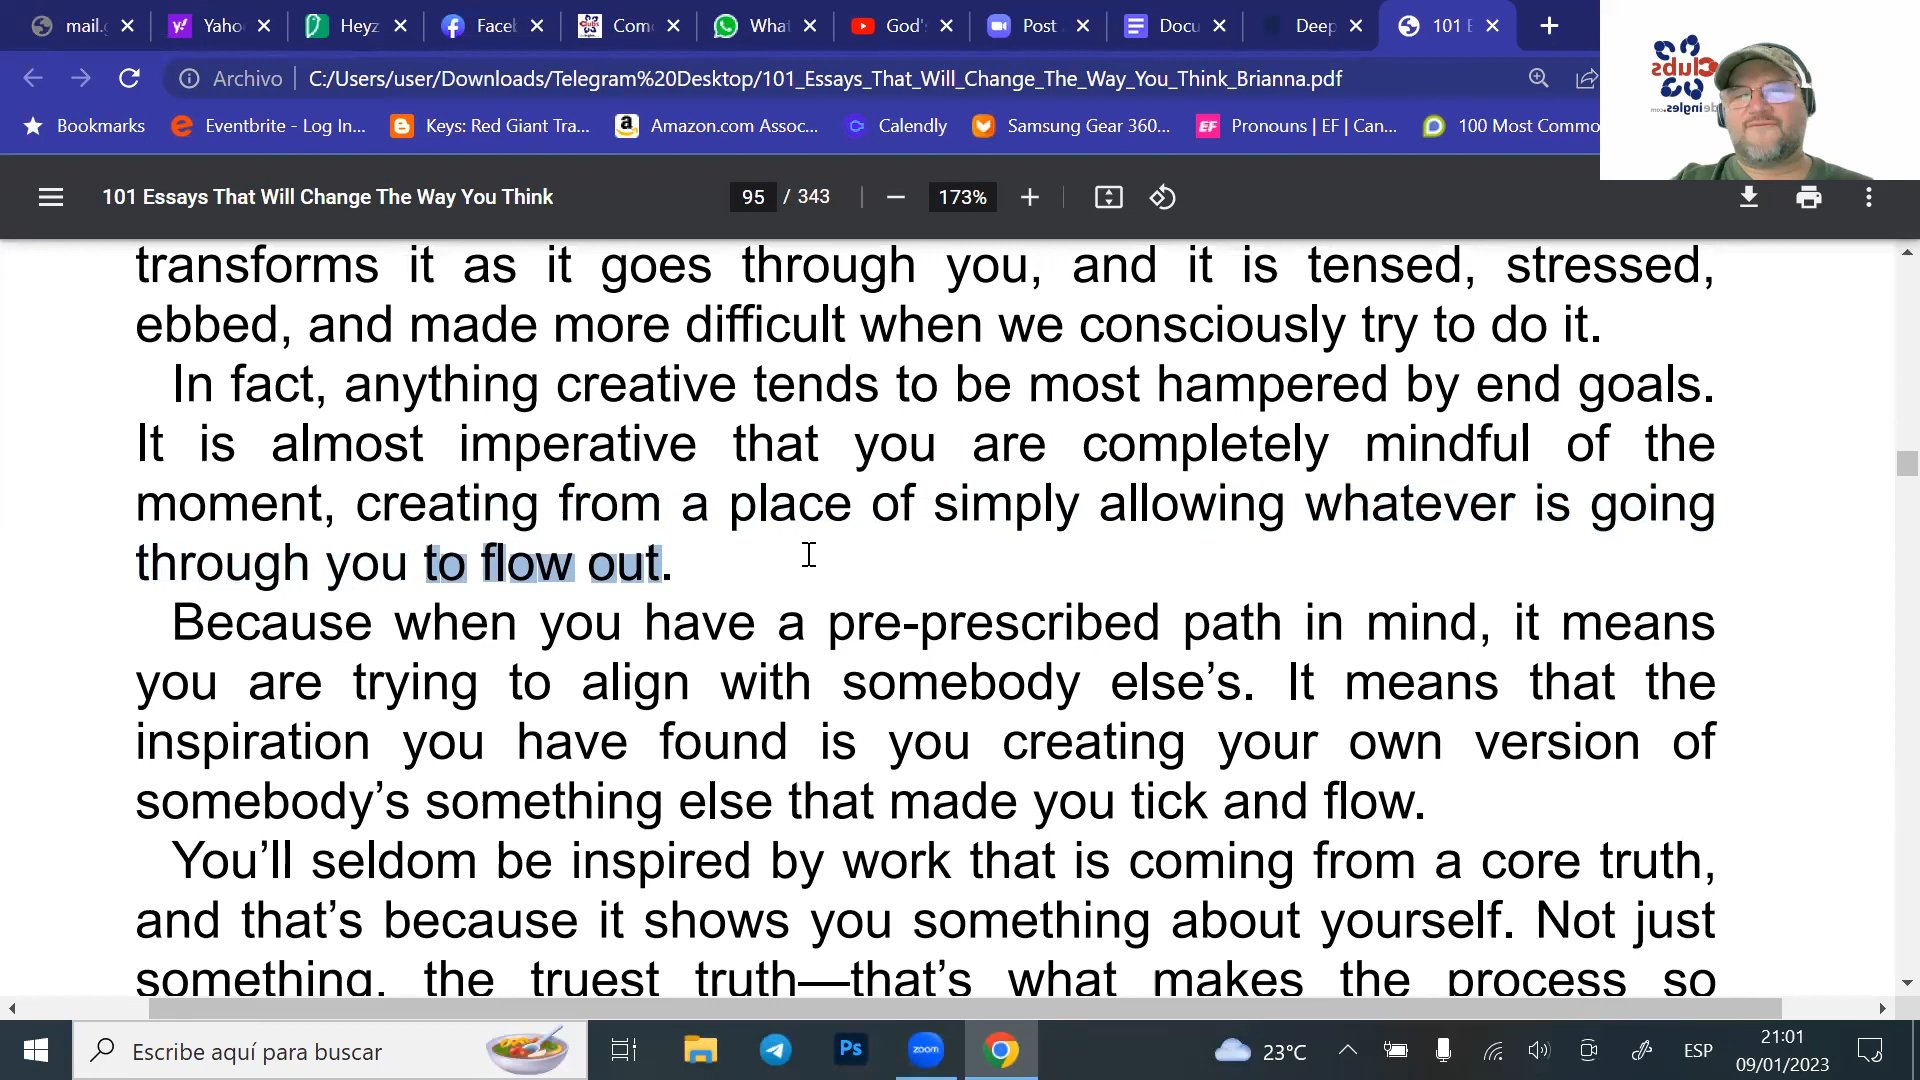 mail.
Yaho
Heyz
Facel
Com
What
God'
Post
Docu
Deep
101 E
Archivo
C:/Users/user/Downloads/Telegram%20Desktop/101_Essays_That_Will_Change_The_Way_You_Think_Brianna.pdf
Bookmarks
Eventbrite - Log In...
Keys: Red Giant Tra...
Amazon.com Assoc...
Calendly
Samsung Gear 360...
EF Pronouns | EF | Can...
100 Most Commo
Clubs
deingles.com
101 Essays That Will Change The Way You Think
95 / 343
173%
transforms it as it goes through you, and it is tensed, stressed,
ebbed, and made more difficult when we consciously try to do it.
In fact, anything creative tends to be most hampered by end goals.
It is almost imperative that you are completely mindful of the
moment, creating from a place of simply allowing whatever is going
through you to flow out.
Because when you have a pre-prescribed path in mind, it means
you are trying to align with somebody else’s. It means that the
inspiration you have found is you creating your own version of
somebody’s something else that made you tick and flow.
You’ll seldom be inspired by work that is coming from a core truth,
and that’s because it shows you something about yourself. Not just
something, the truest truth—that’s what makes the process so
Escribe aquí para buscar
Ps
zoom
23°C
ESP
21:01
09/01/2023